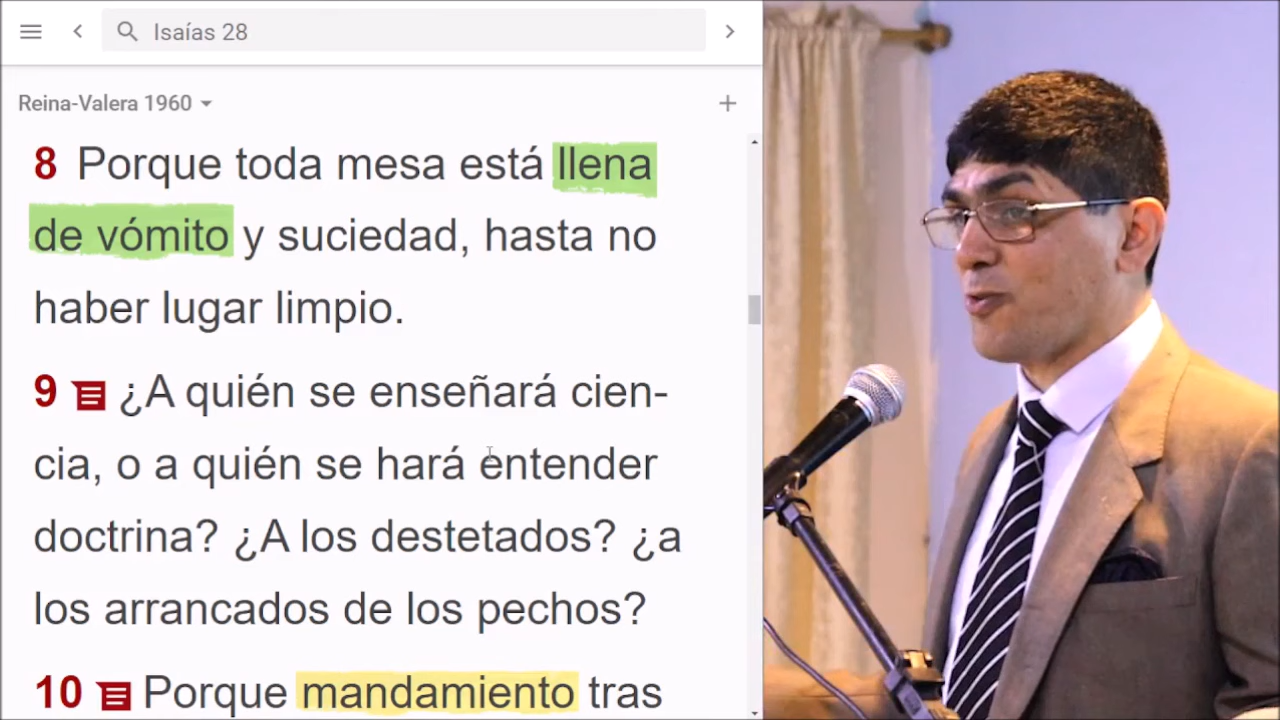 Isaías 28
Reina-Valera 1960
8 Porque toda mesa está llena
de vómito y suciedad, hasta no
haber lugar limpio.
9 ¿A quién se enseñará cien-
cia, o a quién se hará entender
doctrina? ¿A los destetados? ¿a
los arrancados de los pechos?
10 Porque mandamiento tras